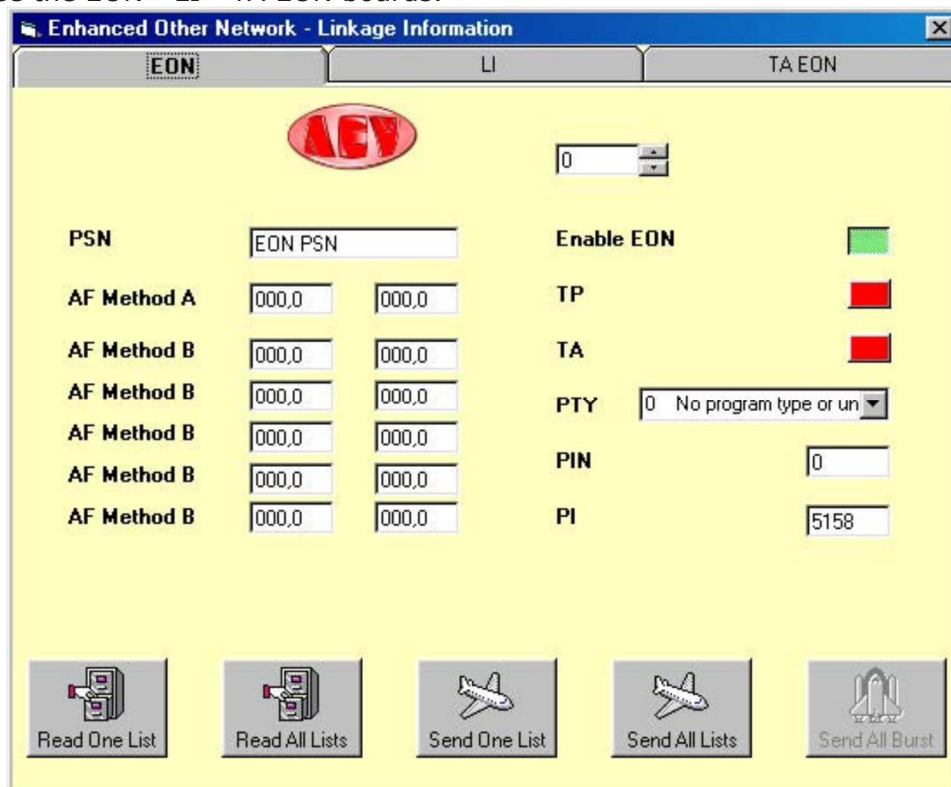 Enhanced Other Network - Linkage Information
EON LI TA EON
AEV
0
PSN EON PSN Enable EON
AF Method A 000,0 000,0 TP
AF Method B 000,0 000,0 TA
AF Method B 000,0 000,0
PTY 0 No program type or un
AF Method B 000,0 000,0
PIN 0
AF Method B 000,0 000,0
AF Method B 000,0 000,0 PI 5158
Read One List Read All Lists Send One List Send All Lists Send All Burst